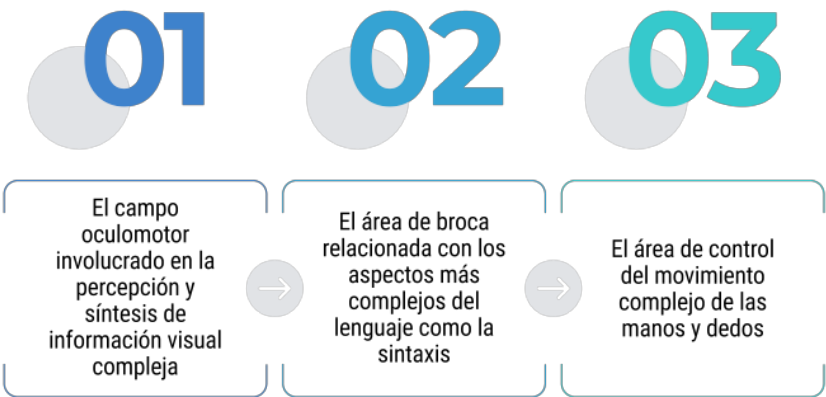 01
El campo
oculomotor
involucrado en la
percepción y
síntesis de
información visual
compleja
02
El área de broca
relacionada con los
aspectos más
complejos del
lenguaje como la
sintaxis
03
El área de control
del movimiento
complejo de las
manos y dedos